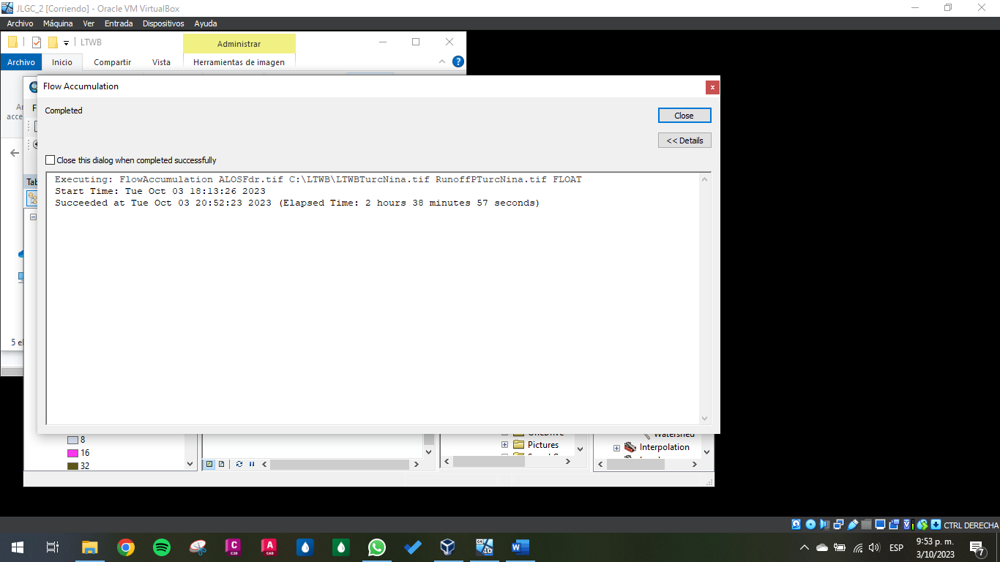 JLGC_2 [Corriendo] - Oracle VM VirtualBox
Archivo Máquina Ver Entrada Dispositivos Ayuda
LTWB Administrar
Archivo Inicio Compartir Vista Herramientas de imagen
Flow Accumulation
Completed
Close
<< Details
Close this dialog when completed successfully
Executing: FlowAccumulation ALOSFdr.tif C:\LTWB\LTWBTurcNina.tif RunoffPTurcNina.tif FLOAT
Start Time: Tue Oct 03 18:13:26 2023
Succeeded at Tue Oct 03 20:52:23 2023 (Elapsed Time: 2 hours 38 minutes 57 seconds)
8
16
32
Pictures
Watershed
Interpolation
CTRL DERECHA
ESP
9:53 p. m.
3/10/2023
7